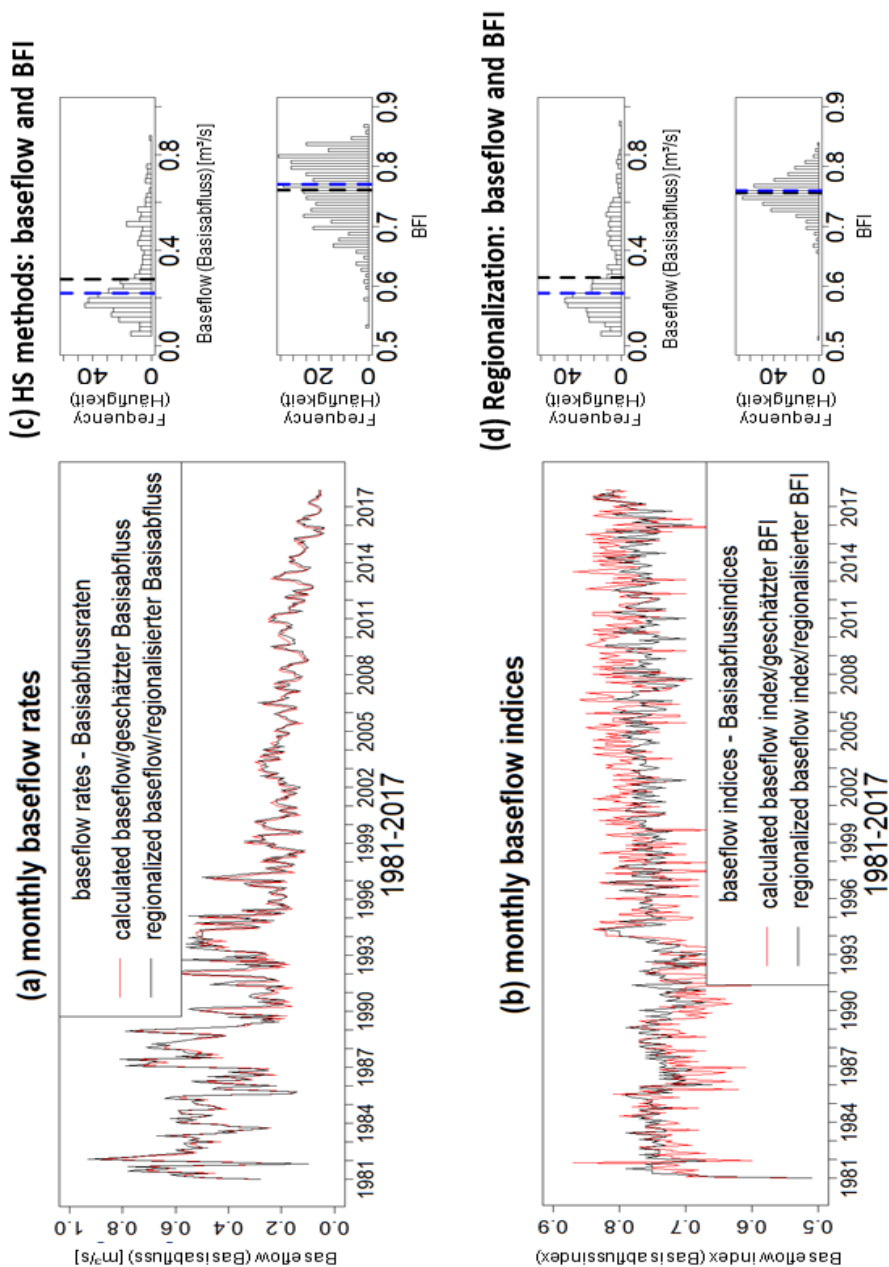 (a) monthly baseflow rates
Baseflow (Basisabfluss) [m³/s]
1.0
0.8
0.6
0.4
0.2
0.0
baseflow rates - Basisabflussraten
calculated baseflow/geschätzter Basisabfluss
regionalized baseflow/regionalisierter Basisabfluss
1981 1984 1987 1990 1993 1996 1999 2002 2005 2008 2011 2014 2017
1981-2017
(c) HS methods: baseflow and BFI
Frequency
(Häufigkeit)
40
0
0.0 0.4 0.8
Baseflow (Basisabfluss) [m³/s]
Frequency
(Häufigkeit)
20
0
0.5 0.6 0.7 0.8 0.9
BFI
(b) monthly baseflow indices
Baseflow index (Basisabflussindex)
0.9
0.8
0.7
0.6
0.5
baseflow indices - Basisabflussindices
calculated baseflow index/geschätzter BFI
regionalized baseflow index/regionalisierter BFI
1981 1984 1987 1990 1993 1996 1999 2002 2005 2008 2011 2014 2017
1981-2017
(d) Regionalization: baseflow and BFI
Frequency
(Häufigkeit)
40
0
0.0 0.4 0.8
Baseflow (Basisabfluss) [m³/s]
Frequency
(Häufigkeit)
40
0
0.5 0.6 0.7 0.8 0.9
BFI